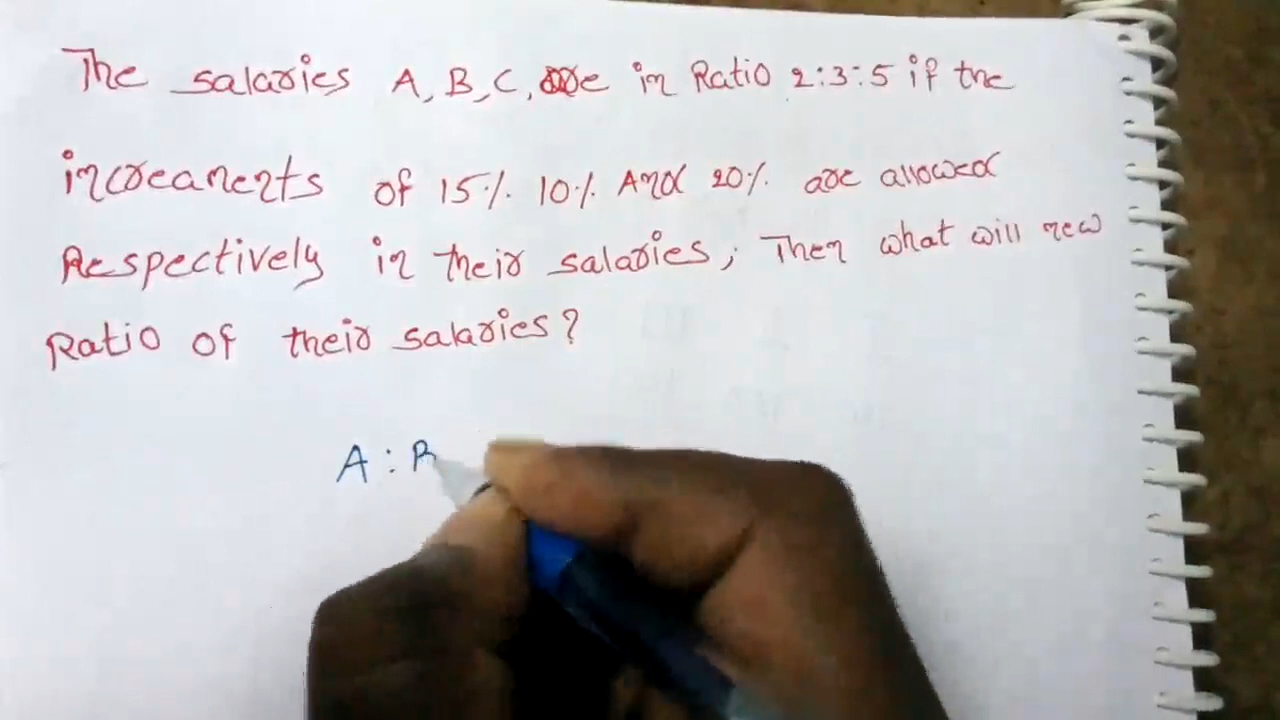 The salaries A, B, C, are in Ratio 2:3:5 if the
increanents of 15% 10% And 20% are allowed
Respectively in their salaries; Then what will new
Ratio of their salaries?
A : B